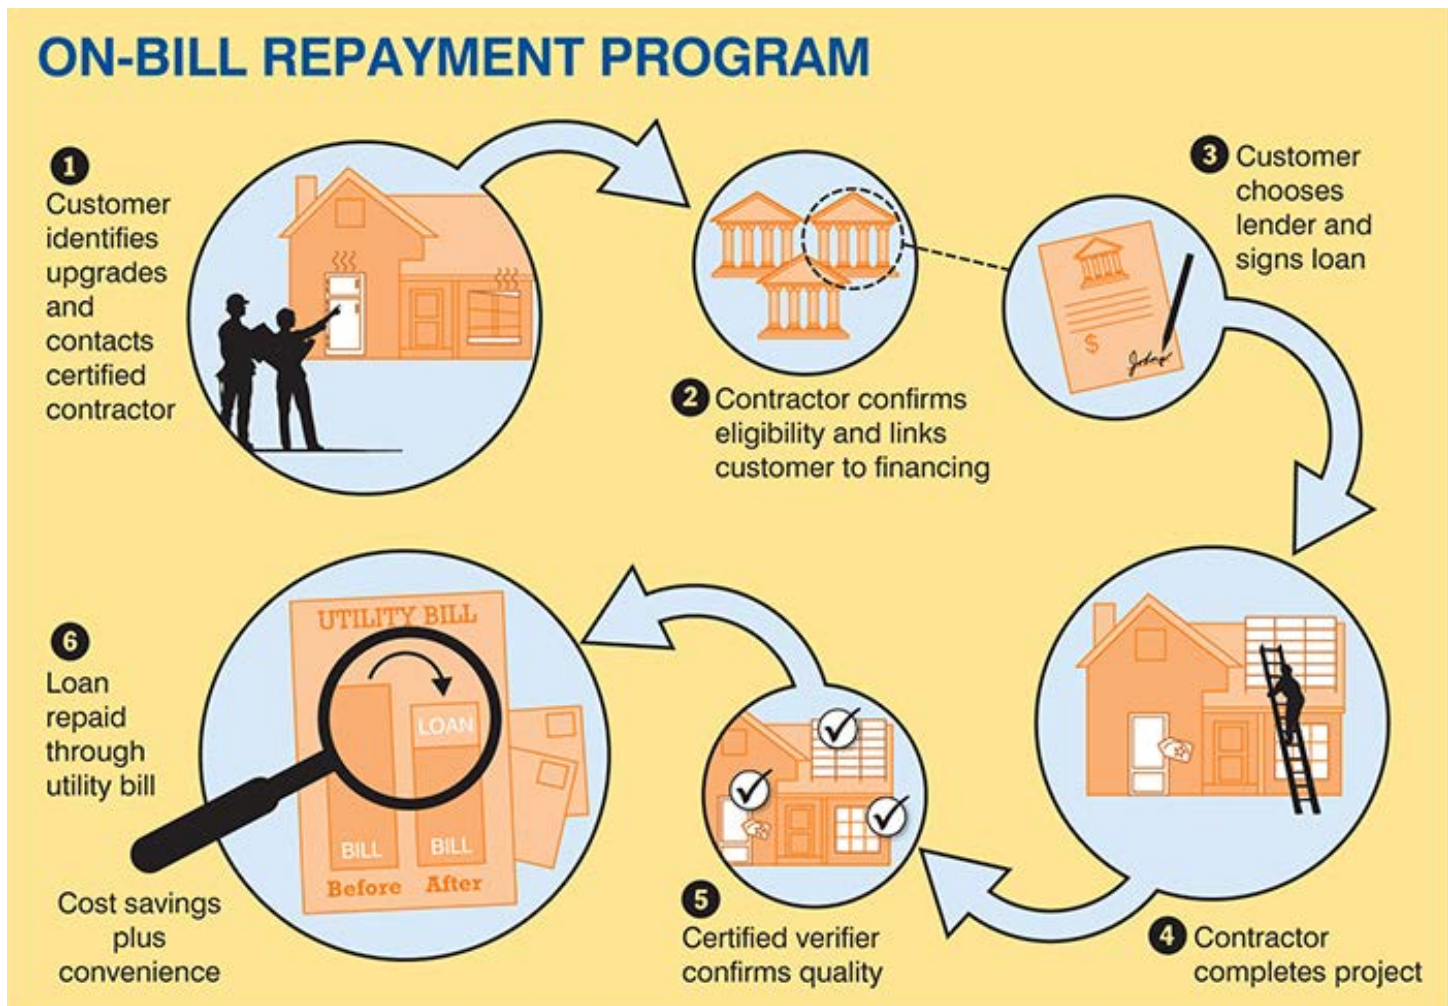 ON-BILL REPAYMENT PROGRAM
1
Customer
identifies
upgrades
and
contacts
certified
contractor
2 Contractor confirms
eligibility and links
customer to financing
3 Customer
chooses
lender and
signs loan
$
4 Contractor
completes project
5
Certified verifier
confirms quality
6
Loan
repaid
through
utility bill
UTILITY BILL
LOAN
BILL BILL
Before After
Cost savings
plus
convenience